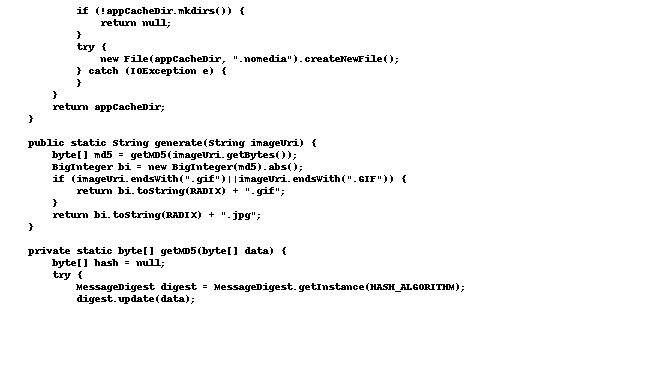 if (!appCacheDir.mkdirs()) {
return null;
}
try {
new File(appCacheDir, ".nomedia").createNewFile();
} catch (IOException e) {
}
}
return appCacheDir;
}
public static String generate(String imageUri) {
byte[] md5 = getMD5(imageUri.getBytes());
BigInteger bi = new BigInteger(md5).abs();
if (imageUri.endsWith(".gif")||imageUri.endsWith(".GIF")) {
return bi.toString(RADIX) + ".gif";
}
return bi.toString(RADIX) + ".jpg";
}
private static byte[] getMD5(byte[] data) {
byte[] hash = null;
try {
MessageDigest digest = MessageDigest.getInstance(HASH_ALGORITHM);
digest.update(data);